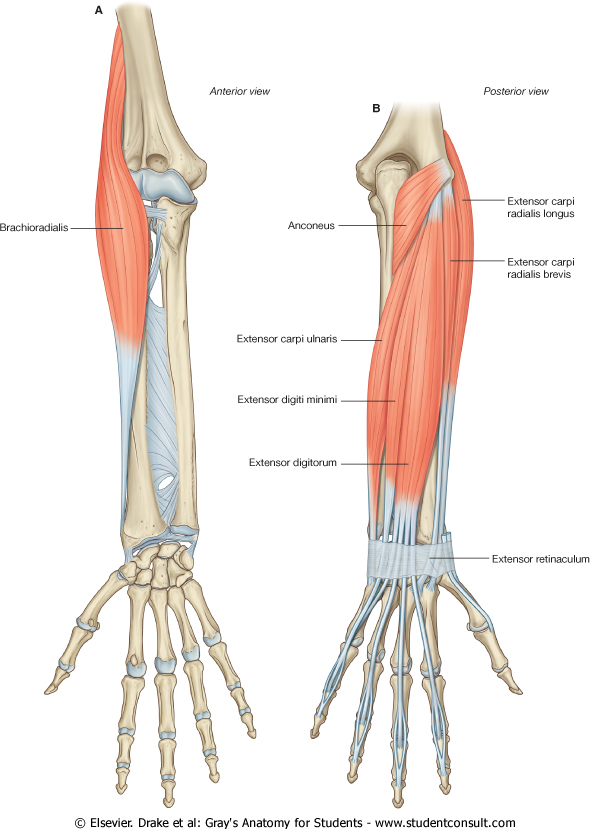 A
Anterior view
B
Posterior view
Brachioradialis
Anconeus
Extensor carpi
radialis longus
Extensor carpi
radialis brevis
Extensor carpi ulnaris
Extensor digiti minimi
Extensor digitorum
Extensor retinaculum
© Elsevier. Drake et al: Gray's Anatomy for Students - www.studentconsult.com